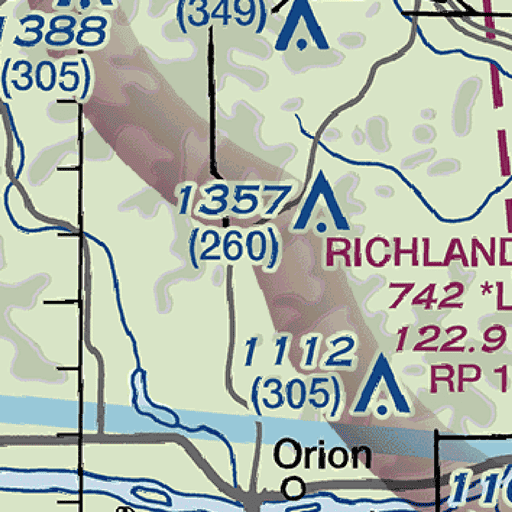 388
(305)
(349)
1357
(260)
RICHLAND
742 *L
122.9
RP 1
1112
(305)
Orion